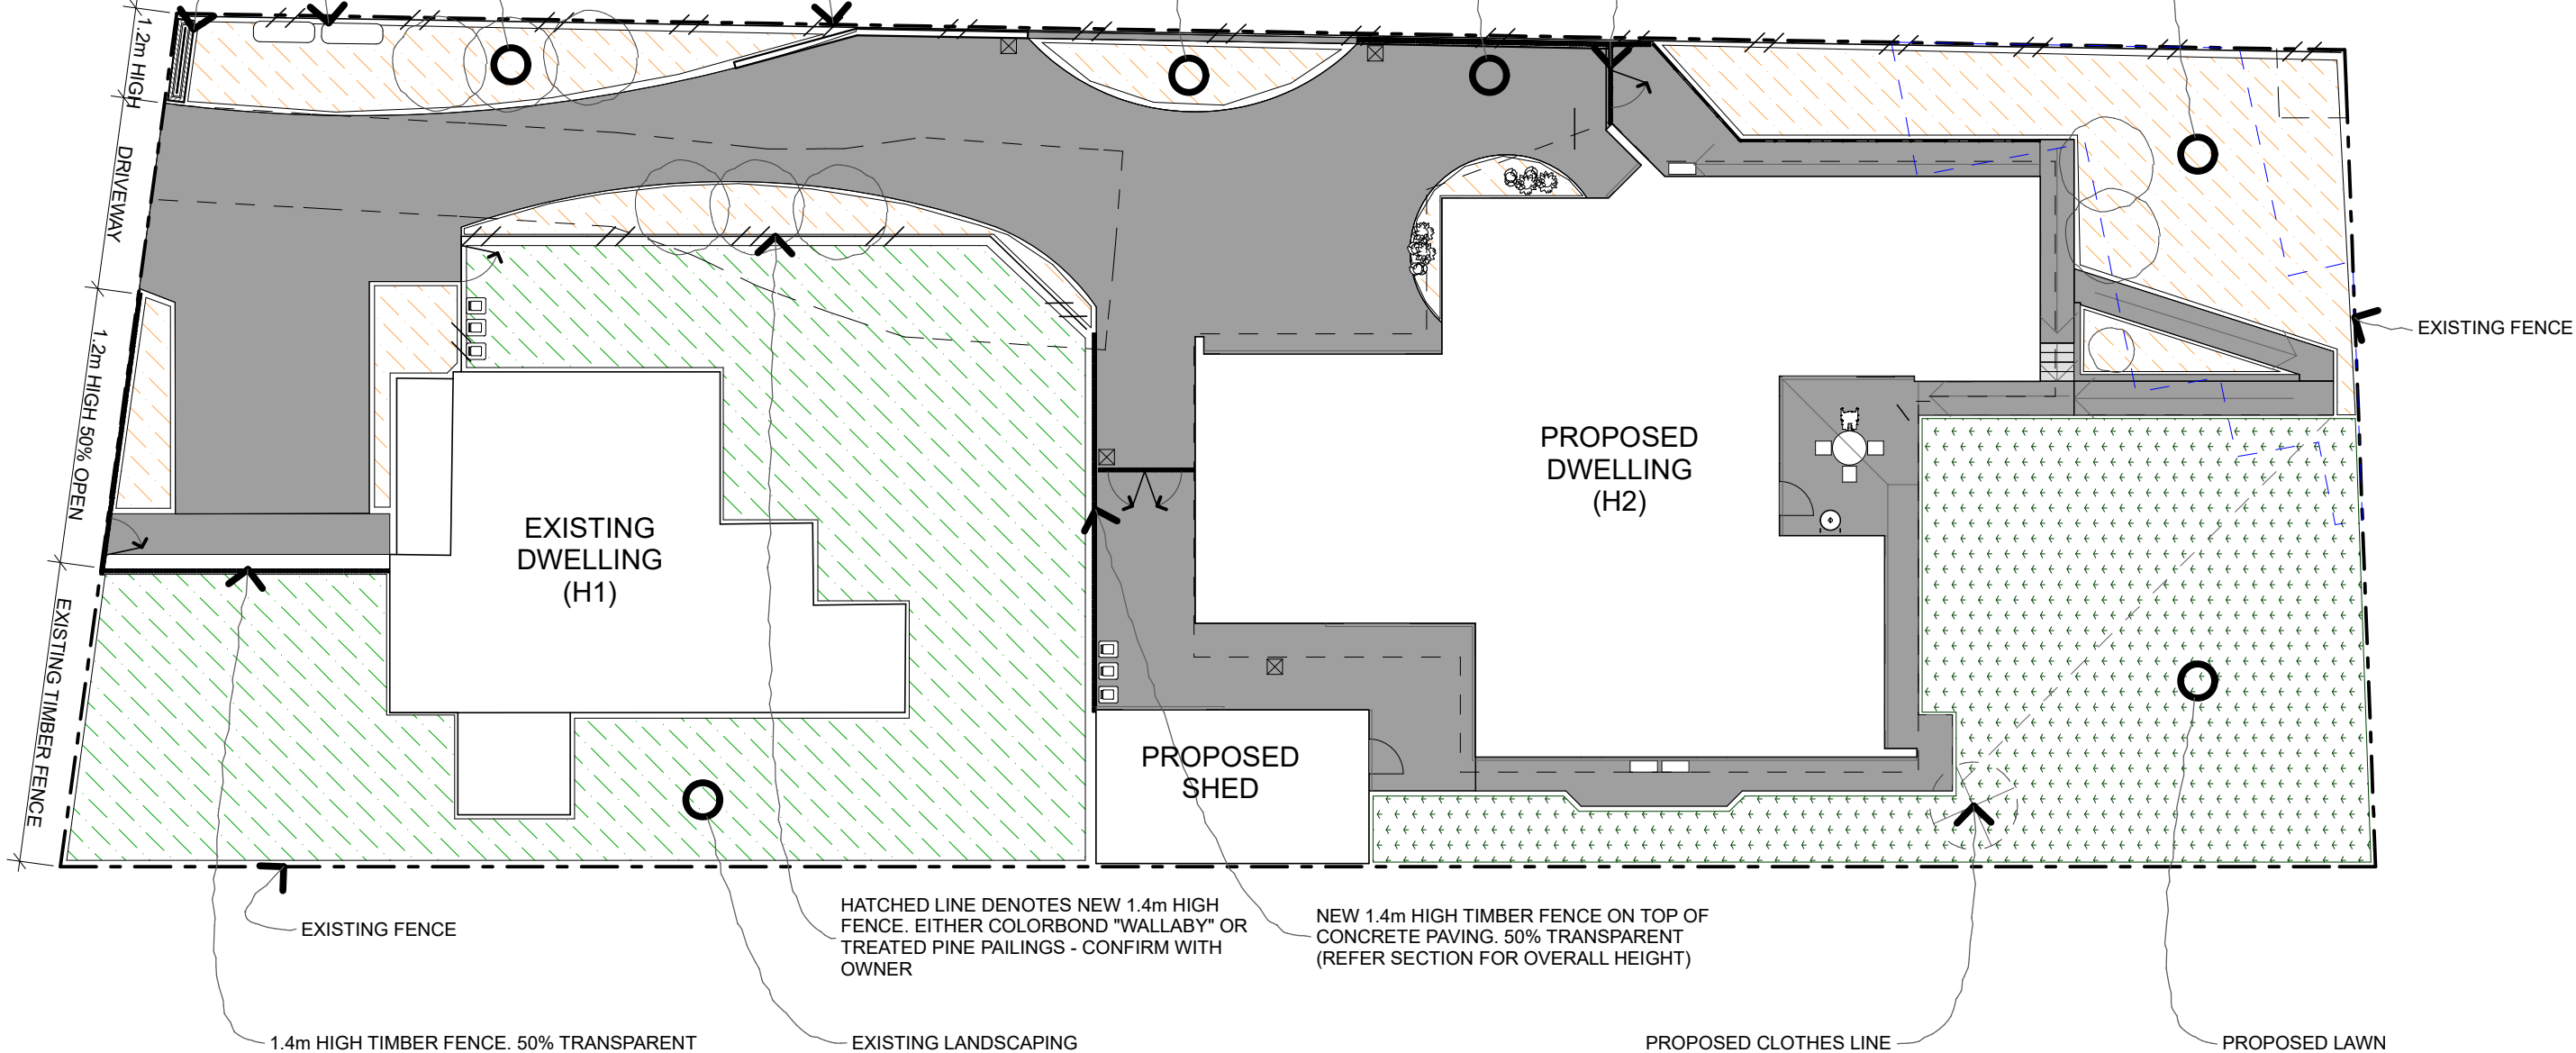 1.2m HIGH
DRIVEWAY
1.2m HIGH 50% OPEN
EXISTING TIMBER FENCE
EXISTING FENCE
PROPOSED
DWELLING
(H2)
EXISTING
DWELLING
(H1)
PROPOSED
SHED
EXISTING FENCE
HATCHED LINE DENOTES NEW 1.4m HIGH
FENCE. EITHER COLORBOND "WALLABY" OR
TREATED PINE PAILINGS - CONFIRM WITH
OWNER
NEW 1.4m HIGH TIMBER FENCE ON TOP OF
CONCRETE PAVING. 50% TRANSPARENT
(REFER SECTION FOR OVERALL HEIGHT)
1.4m HIGH TIMBER FENCE. 50% TRANSPARENT
EXISTING LANDSCAPING
PROPOSED CLOTHES LINE
PROPOSED LAWN